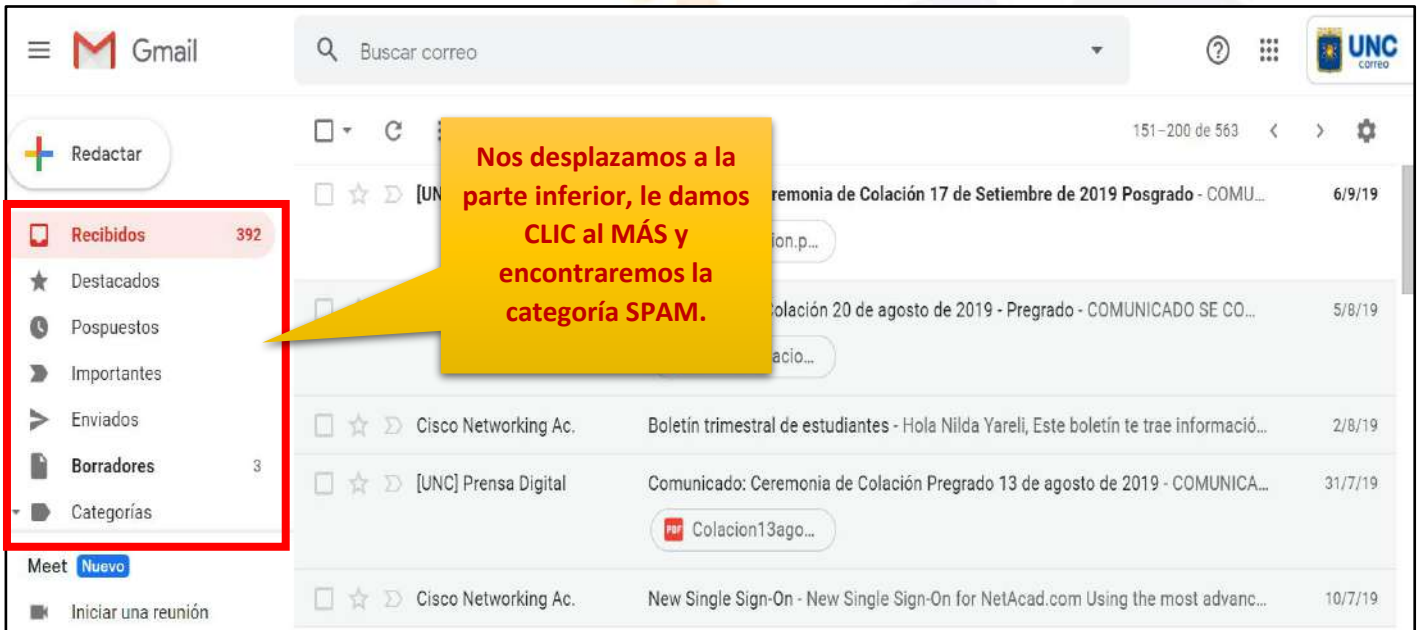 Gmail
Buscar correo
UNC
correo
Redactar
151–200 de 563
Nos desplazamos a la
parte inferior, le damos
CLIC al MÁS y
encontraremos la
categoría SPAM.
Recibidos 392
Destacados
Pospuestos
Importantes
Enviados
Borradores 3
Categorías
Meet Nuevo
Iniciar una reunión
[UN remonia de Colación 17 de Setiembre de 2019 Posgrado - COMU... 6/9/19
ion.p...
olación 20 de agosto de 2019 - Pregrado - COMUNICADO SE CO... 5/8/19
acio...
Cisco Networking Ac. Boletín trimestral de estudiantes - Hola Nilda Yareli, Este boletín te trae informació... 2/8/19
[UNC] Prensa Digital Comunicado: Ceremonia de Colación Pregrado 13 de agosto de 2019 - COMUNICA... 31/7/19
PDF Colacion13ago...
Cisco Networking Ac. New Single Sign-On - New Single Sign-On for NetAcad.com Using the most advanc... 10/7/19